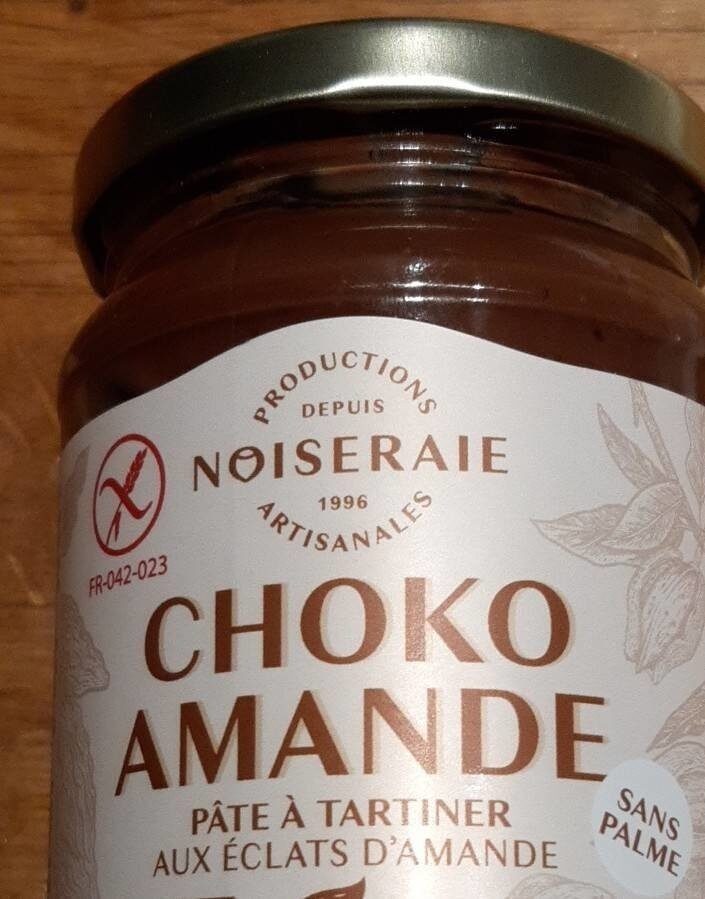 PRODUCTIONS
DEPUIS
NOISERAIE
1996
ARTISANALES
FR-042-023
CHOKO
AMANDE
PÂTE À TARTINER
AUX ÉCLATS D'AMANDE
SANS
PALME